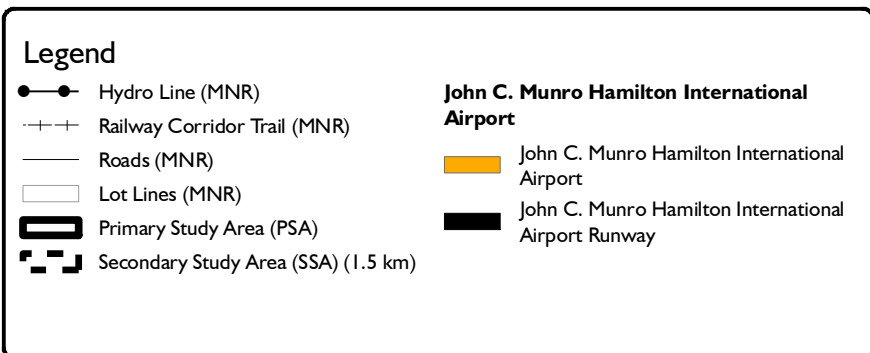 Legend
Hydro Line (MNR)
Railway Corridor Trail (MNR)
Roads (MNR)
Lot Lines (MNR)
Primary Study Area (PSA)
Secondary Study Area (SSA) (1.5 km)
John C. Munro Hamilton International
Airport
John C. Munro Hamilton International
Airport
John C. Munro Hamilton International
Airport Runway